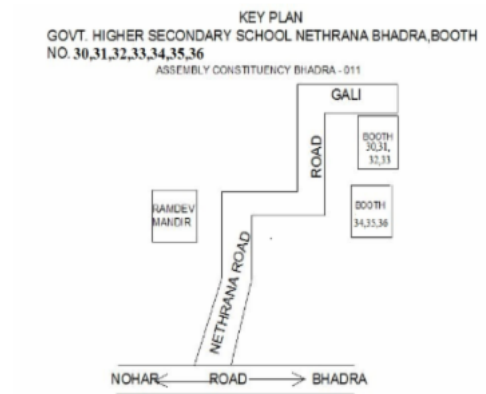 KEY PLAN
GOVT. HIGHER SECONDARY SCHOOL NETHRANA BHADRA,BOOTH
NO. 30,31,32,33,34,35,36
ASSEMBLY CONSTITUENCY BHADRA - 011
GALI
ROAD
BOOTH
30,31,
32,33
RAMDEV
MANDIR
BOOTH
34,35,36
NETHRANA ROAD
NOHAR ROAD BHADRA